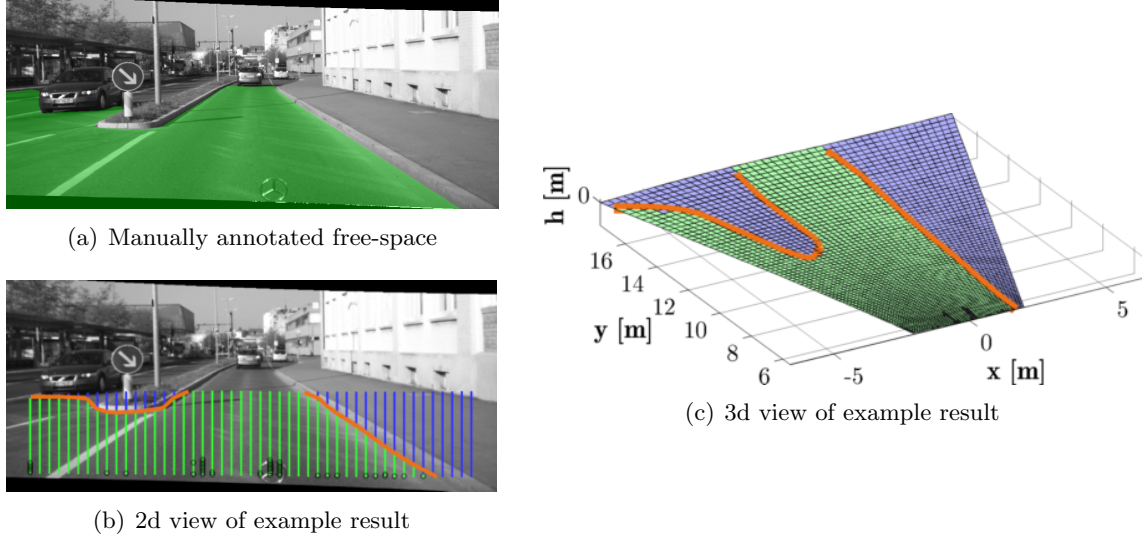 (a) Manually annotated free-space
(b) 2d view of example result
h [m]
0
16
14
12
10
8
6
y [m]
-5
0
5
x [m]
(c) 3d view of example result